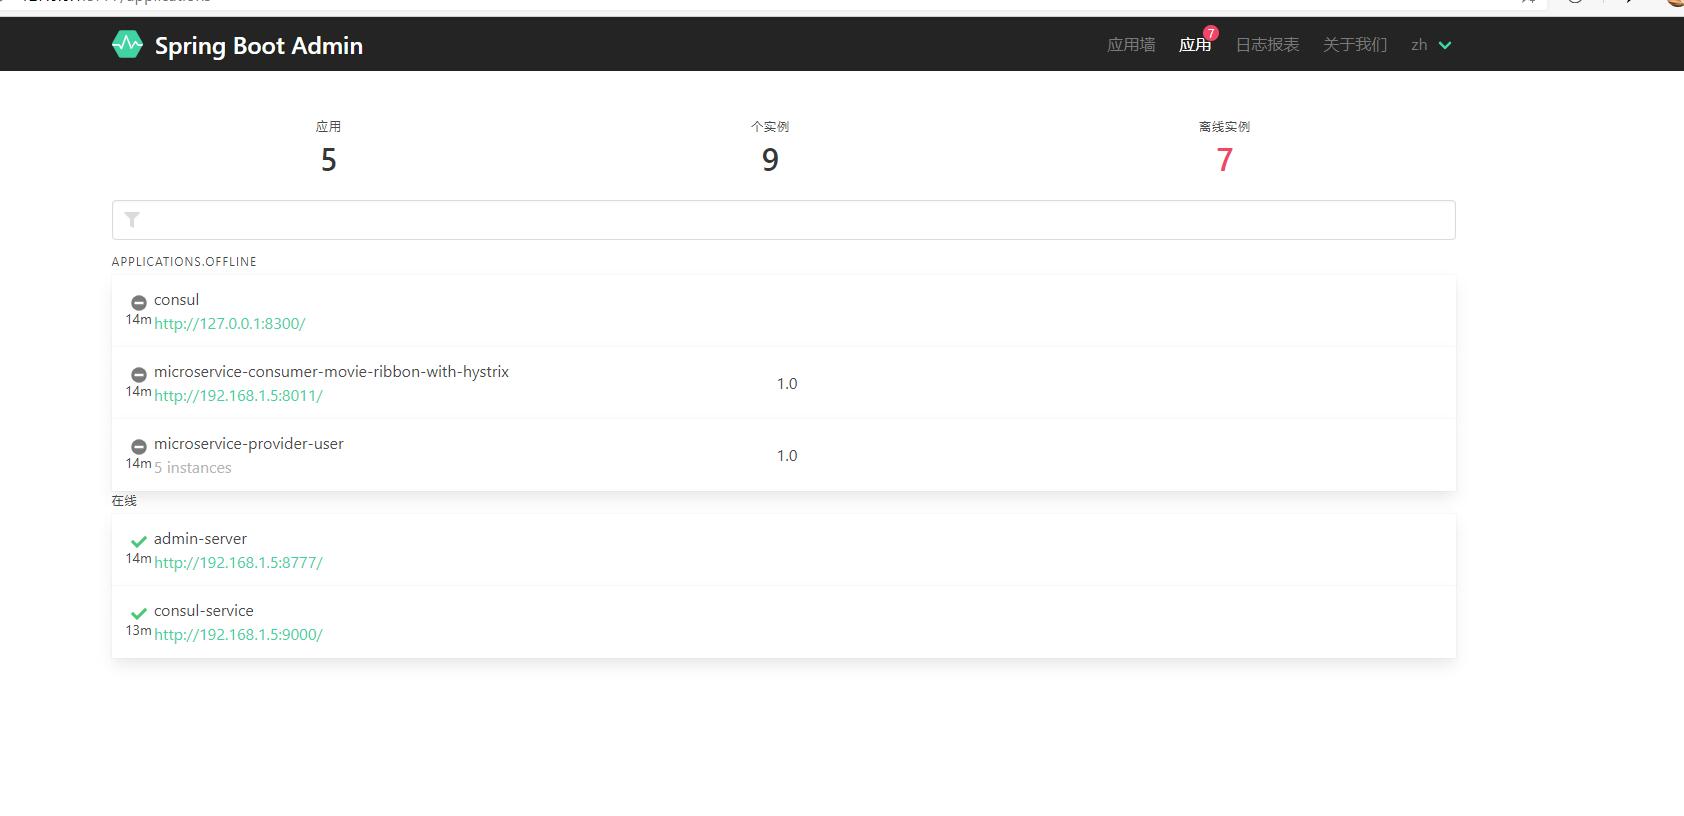 Spring Boot Admin
应用墙 应用 7 日志报表 关于我们 zh
应用 个实例 离线实例
5 9 7
APPLICATIONS.OFFLINE
consul
14m http://127.0.0.1:8300/
microservice-consumer-movie-ribbon-with-hystrix
1.0
14m http://192.168.1.5:8011/
microservice-provider-user
1.0
14m 5 instances
在线
admin-server
14m http://192.168.1.5:8777/
consul-service
13m http://192.168.1.5:9000/